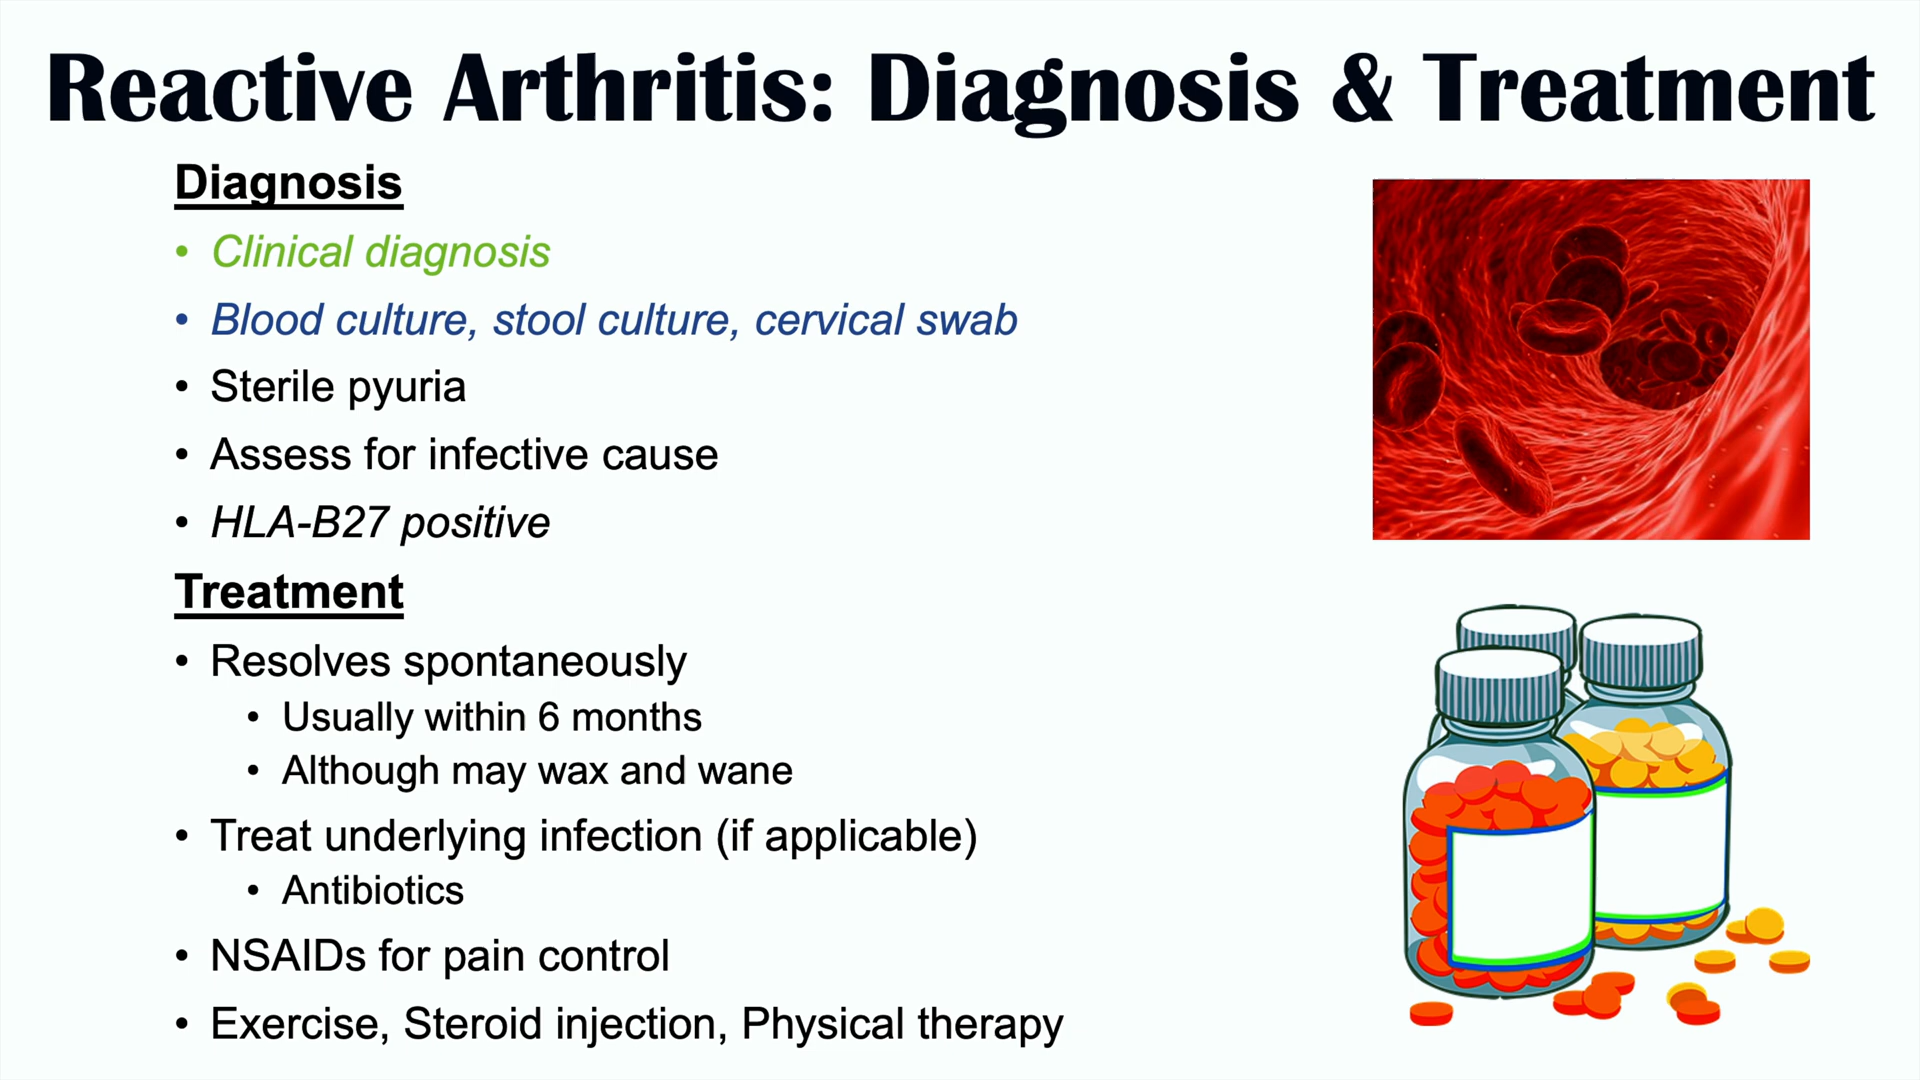 Reactive Arthritis: Diagnosis & Treatment
Diagnosis
• Clinical diagnosis
• Blood culture, stool culture, cervical swab
• Sterile pyuria
• Assess for infective cause
• HLA-B27 positive
Treatment
• Resolves spontaneously
• Usually within 6 months
• Although may wax and wane
• Treat underlying infection (if applicable)
• Antibiotics
• NSAIDs for pain control
• Exercise, Steroid injection, Physical therapy